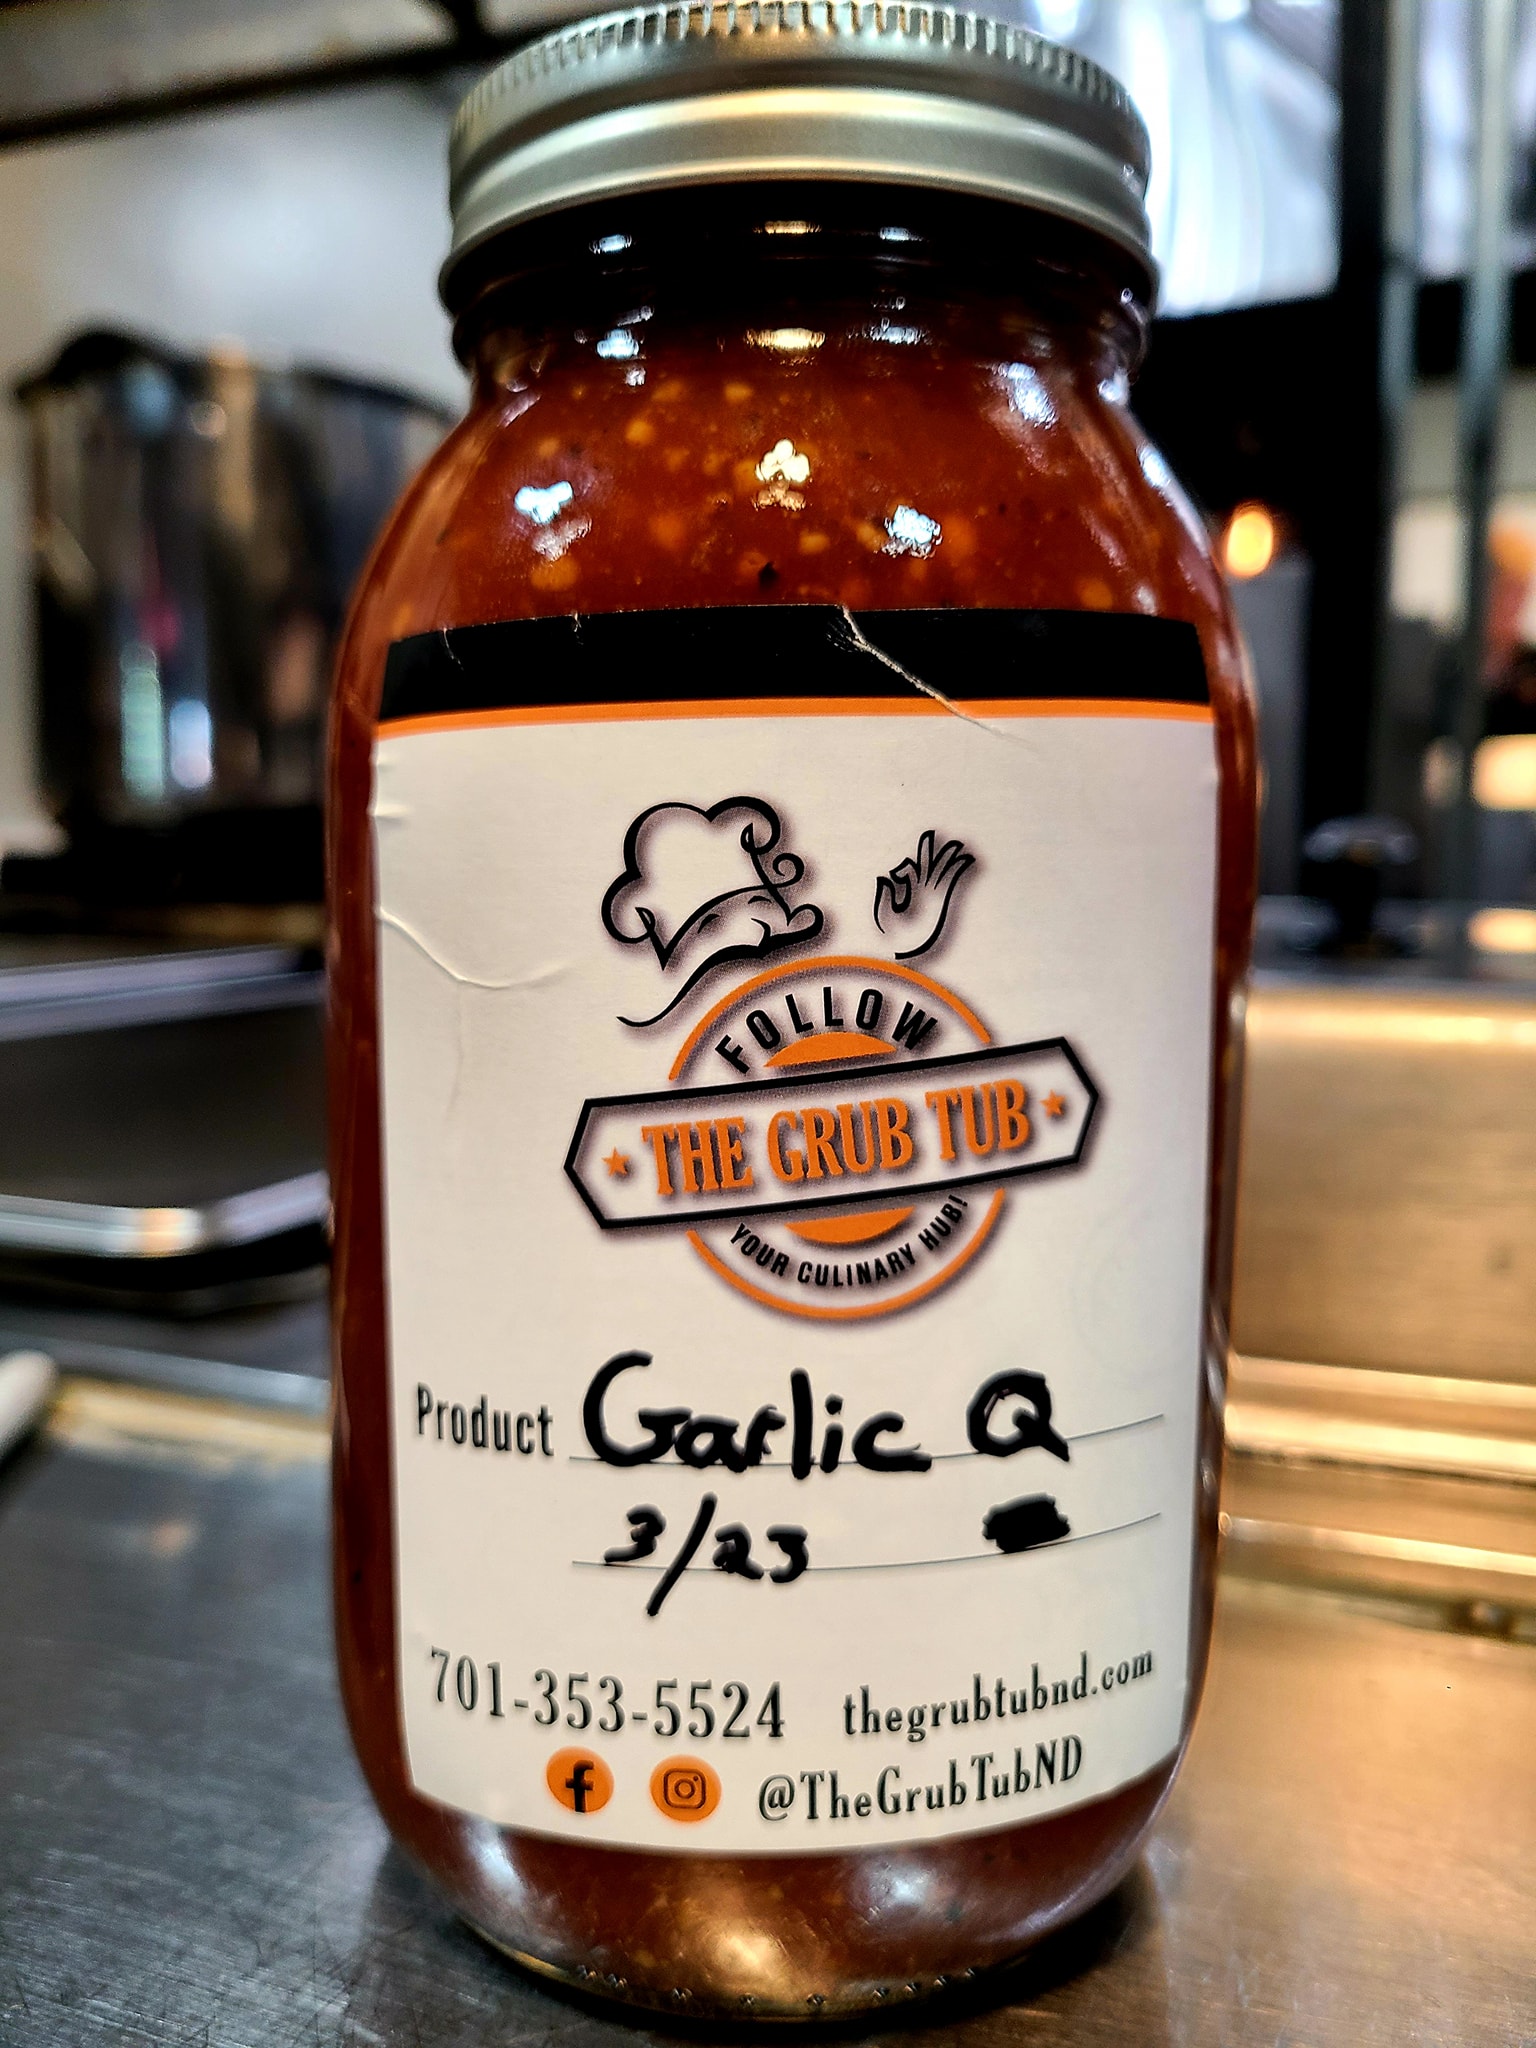 FOLLOW
THE GRUB TUB
YOUR CULINARY HUB!
Product Garlic Q
3/23
701-353-5524 thegrubtubnd.com
@TheGrubTubND